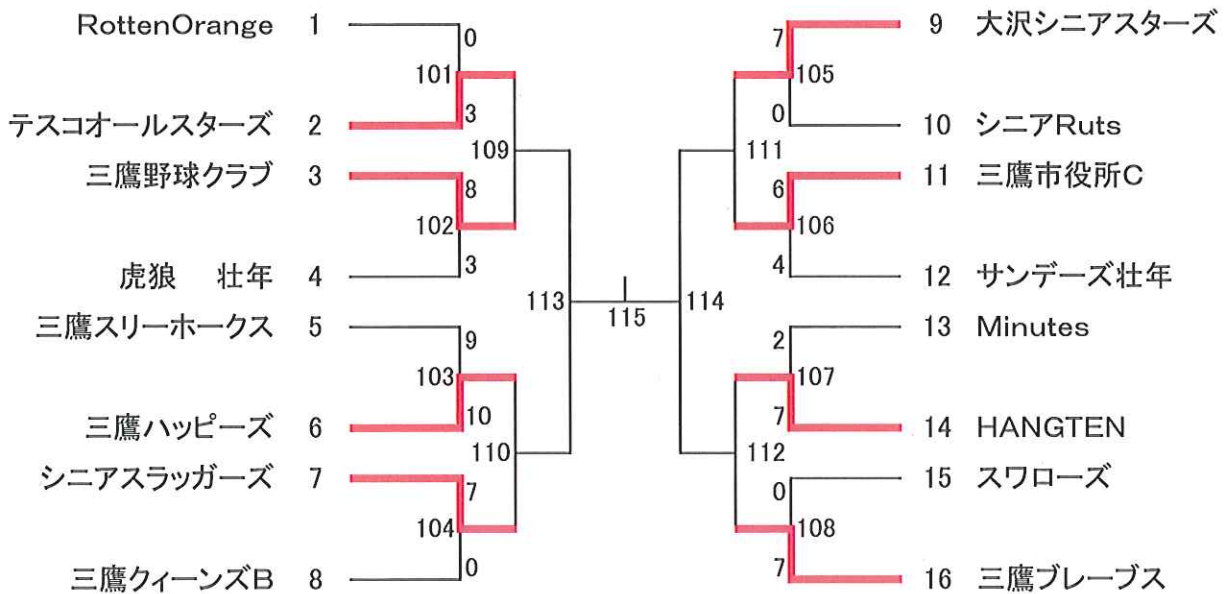 RottenOrange 1
0
101
3
テスコオールスターズ 2
109
三鷹野球クラブ 3
8
102
3
虎狼 壮年 4
113
三鷹スリーホークス 5
9
103
10
三鷹ハッピーズ 6
110
シニアスラッガーズ 7
7
104
0
三鷹クィーンズB 8
115
7
9 大沢シニアスターズ
105
0
10 シニアRuts
111
6
11 三鷹市役所C
106
4
12 サンデーズ壮年
114
2
13 Minutes
107
7
14 HANGTEN
112
0
15 スワローズ
108
7
16 三鷹ブレーブス